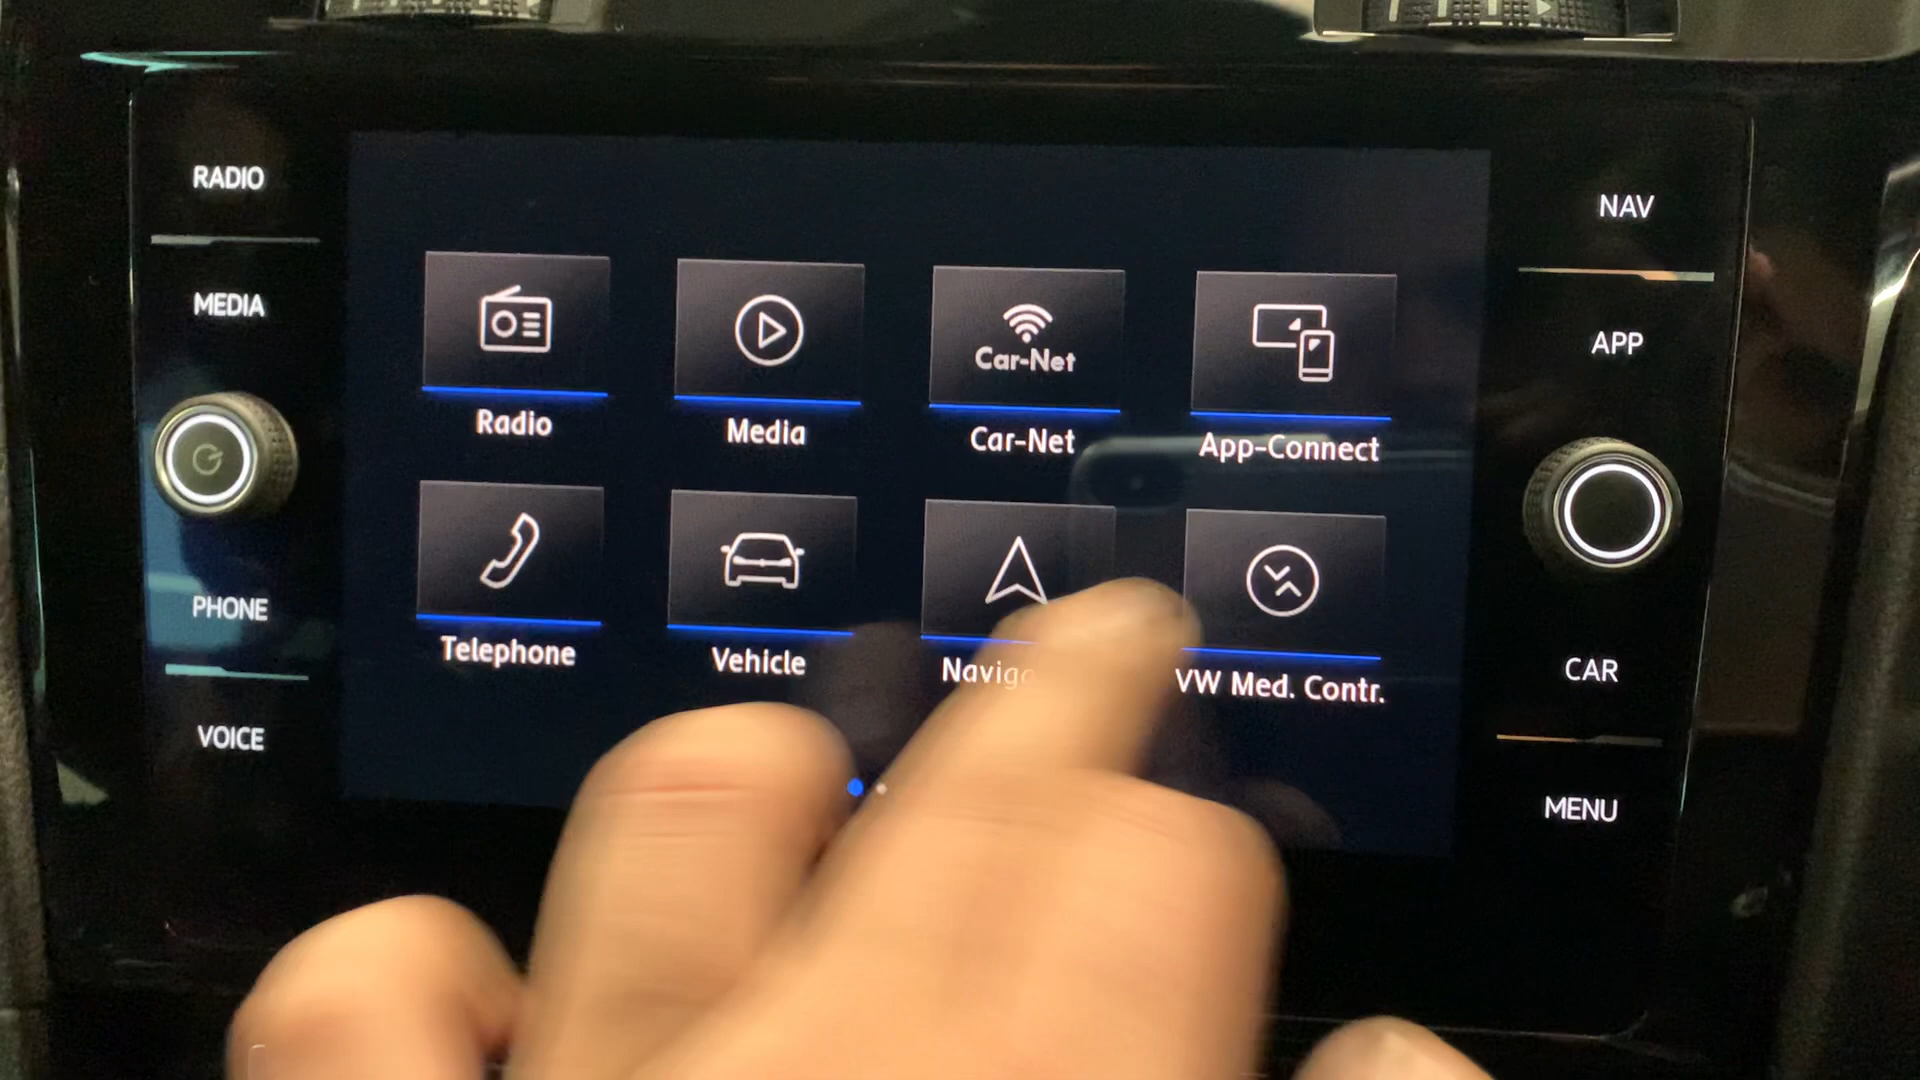 RADIO
MEDIA
PHONE
VOICE
Car-Net
Radio
Media
Car-Net
App-Connect
Telephone
Vehicle
VW Med. Contr.
NAV
APP
CAR
MENU